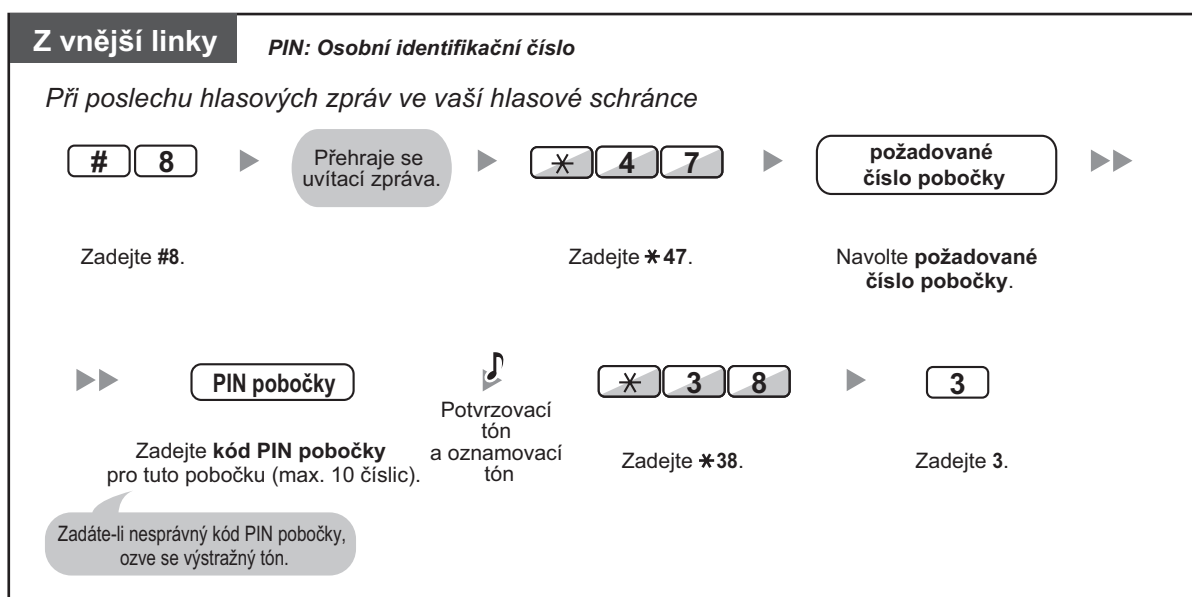 Z vnější linky
PIN: Osobní identifikační číslo
Při poslechu hlasových zpráv ve vaší hlasové schránce
# 8
Přehraje se
uvítací zpráva.
* 4 7
požadované
číslo pobočky
Zadejte #8.
Zadejte *47.
Navolte požadované
číslo pobočky.
PIN pobočky
Zadejte kód PIN pobočky
pro tuto pobočku (max. 10 číslic).
Zadáte-li nesprávný kód PIN pobočky,
ozve se výstražný tón.
Potvrzovací
tón
a oznamovací
tón
* 3 8
Zadejte *38.
3
Zadejte 3.